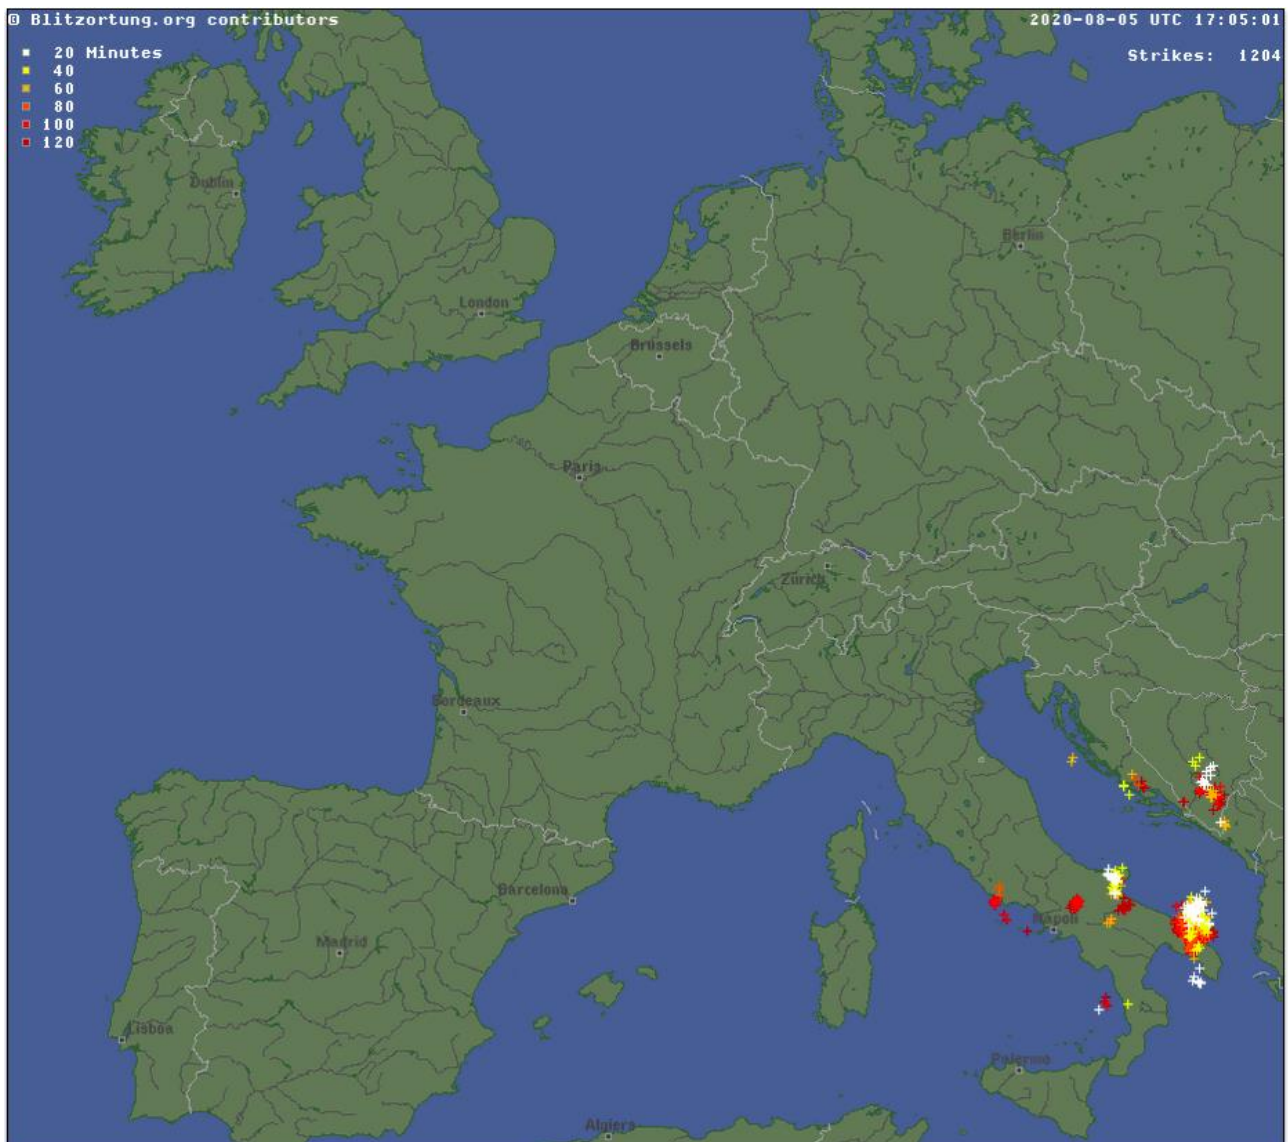 © Blitzortung.org contributors
2020-08-05 UTC 17:05:01
Strikes: 1204
20 Minutes
40
60
80
100
120
Dublin
Berlin
London
Brüssels
Paris
Zürich
Bordeaux
Barcelona
Napoli
Madrid
Lisboa
Palermo
Algiers